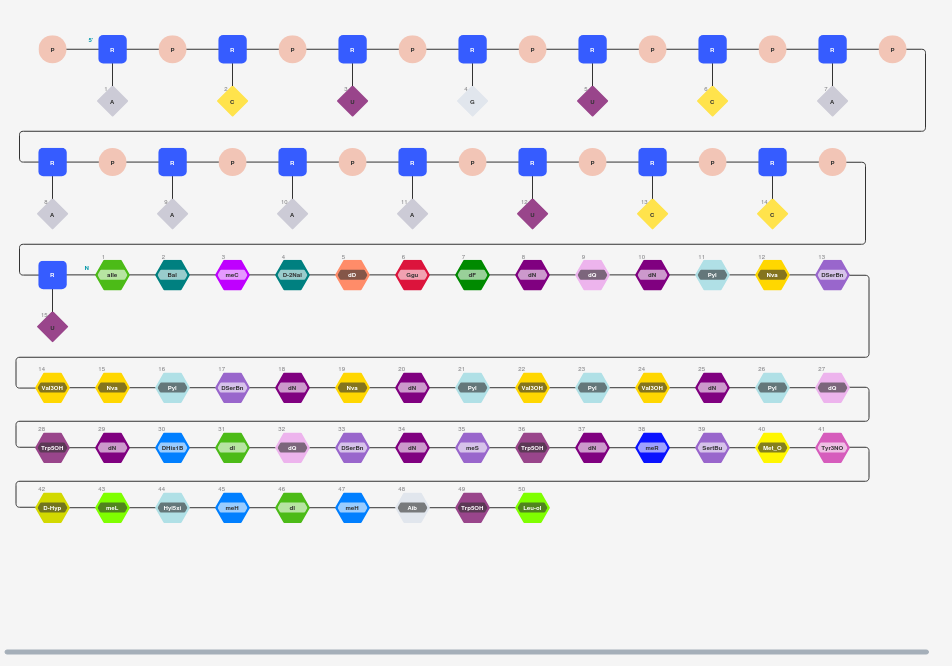 5'
P R P R P R P R P R P R P R P
1 2 3 4 5 6 7
A C U G U C A
R P R P R P R P R P R P R P
8 9 10 11 12 13 14
A A A A U C C
1 2 3 4 5 6 7 8 9 10 11 12 13
R N aIle Bal meC D-2Nal dD Ggu dF dN dQ dN Pyl Nva DSerBn
15
U
14 15 16 17 18 19 20 21 22 23 24 25 26 27
Val3OH Nva Pyl DSerBn dN Nva dN Pyl Val3OH Pyl Val3OH dN Pyl dQ
28 29 30 31 32 33 34 35 36 37 38 39 40 41
Trp5OH dN DHis1B dI dQ DSerBn dN meS Trp5OH dN meR SertBu Met_O Tyr3NO
42 43 44 45 46 47 48 49 50
D-Hyp meL Hyl5xl meH dI meH Aib Trp5OH Leu-ol